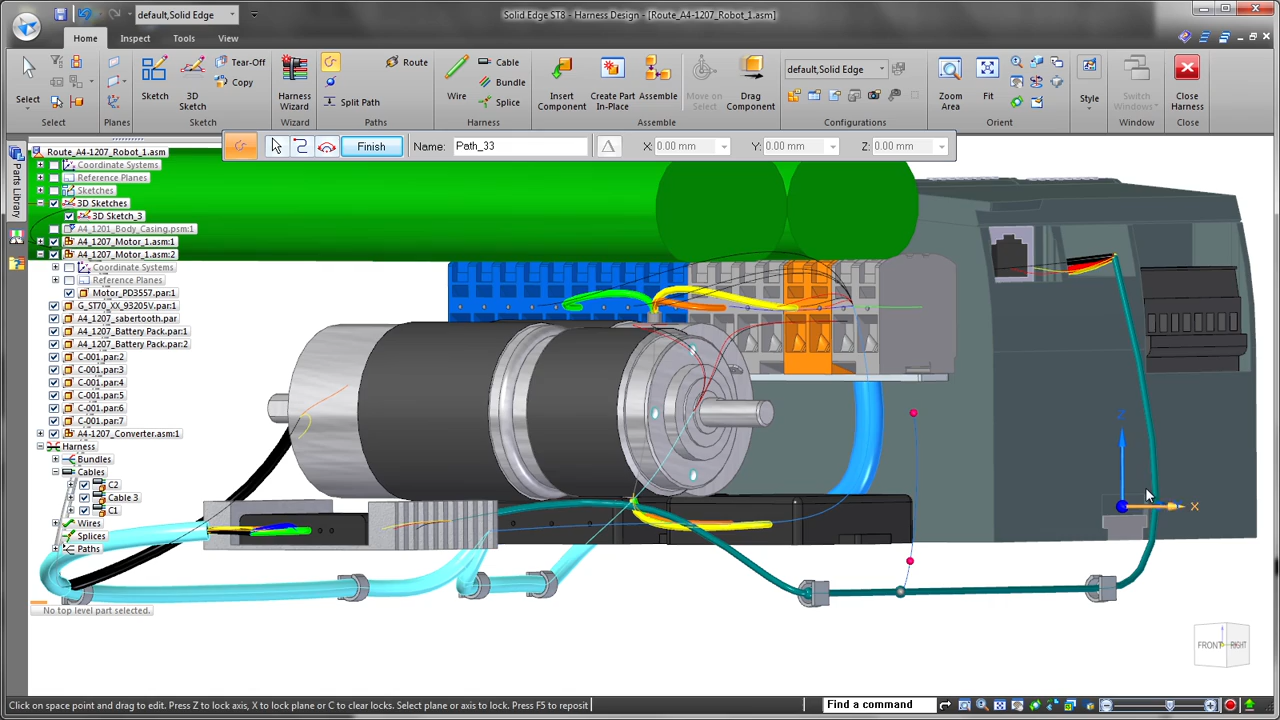 default,Solid Edge
Solid Edge ST8 - Harness Design - [Route_A4-1207_Robot_1.asm]
Home
Inspect
Tools
View
Select
Select
Planes
Sketch
3D Sketch
Tear-Off
Copy
Sketch
Harness Wizard
Wizard
Route
Split Path
Paths
Wire
Cable
Bundle
Splice
Harness
Insert Component
Create Part In-Place
Assemble
Move on Select
Drag Component
Assemble
default,Solid Edge
Configurations
Zoom Area
Fit
Orient
Style
Switch Windows
Window
Close Harness
Close
Finish
Name:
Path_33
X:
0.00 mm
Y:
0.00 mm
Z:
0.00 mm
Parts Library
Route_A4-1207_Robot_1.asm
Coordinate Systems
Reference Planes
Sketches
3D Sketches
3D Sketch_3
A4_1201_Body_Casing.psm:1
A4_1207_Motor_1.asm:1
A4_1207_Motor_1.asm:2
Coordinate Systems
Reference Planes
Motor_PD3557.par:1
G_ST70_XX_93205V.par:1
A4-1207_sabertooth.par
A4_1207_Battery Pack.par:1
A4_1207_Battery Pack.par:2
C-001.par:2
C-001.par:3
C-001.par:4
C-001.par:5
C-001.par:6
C-001.par:7
A4-1207_Converter.asm:1
Harness
Bundles
Cables
C2
Cable 3
C1
Wires
Splices
Paths
No top level part selected.
Z
X
FRONT
RIGHT
Click on space point and drag to edit. Press Z to lock axis, X to lock plane or C to clear locks. Select plane or axis to lock. Press F5 to reposit
Find a command